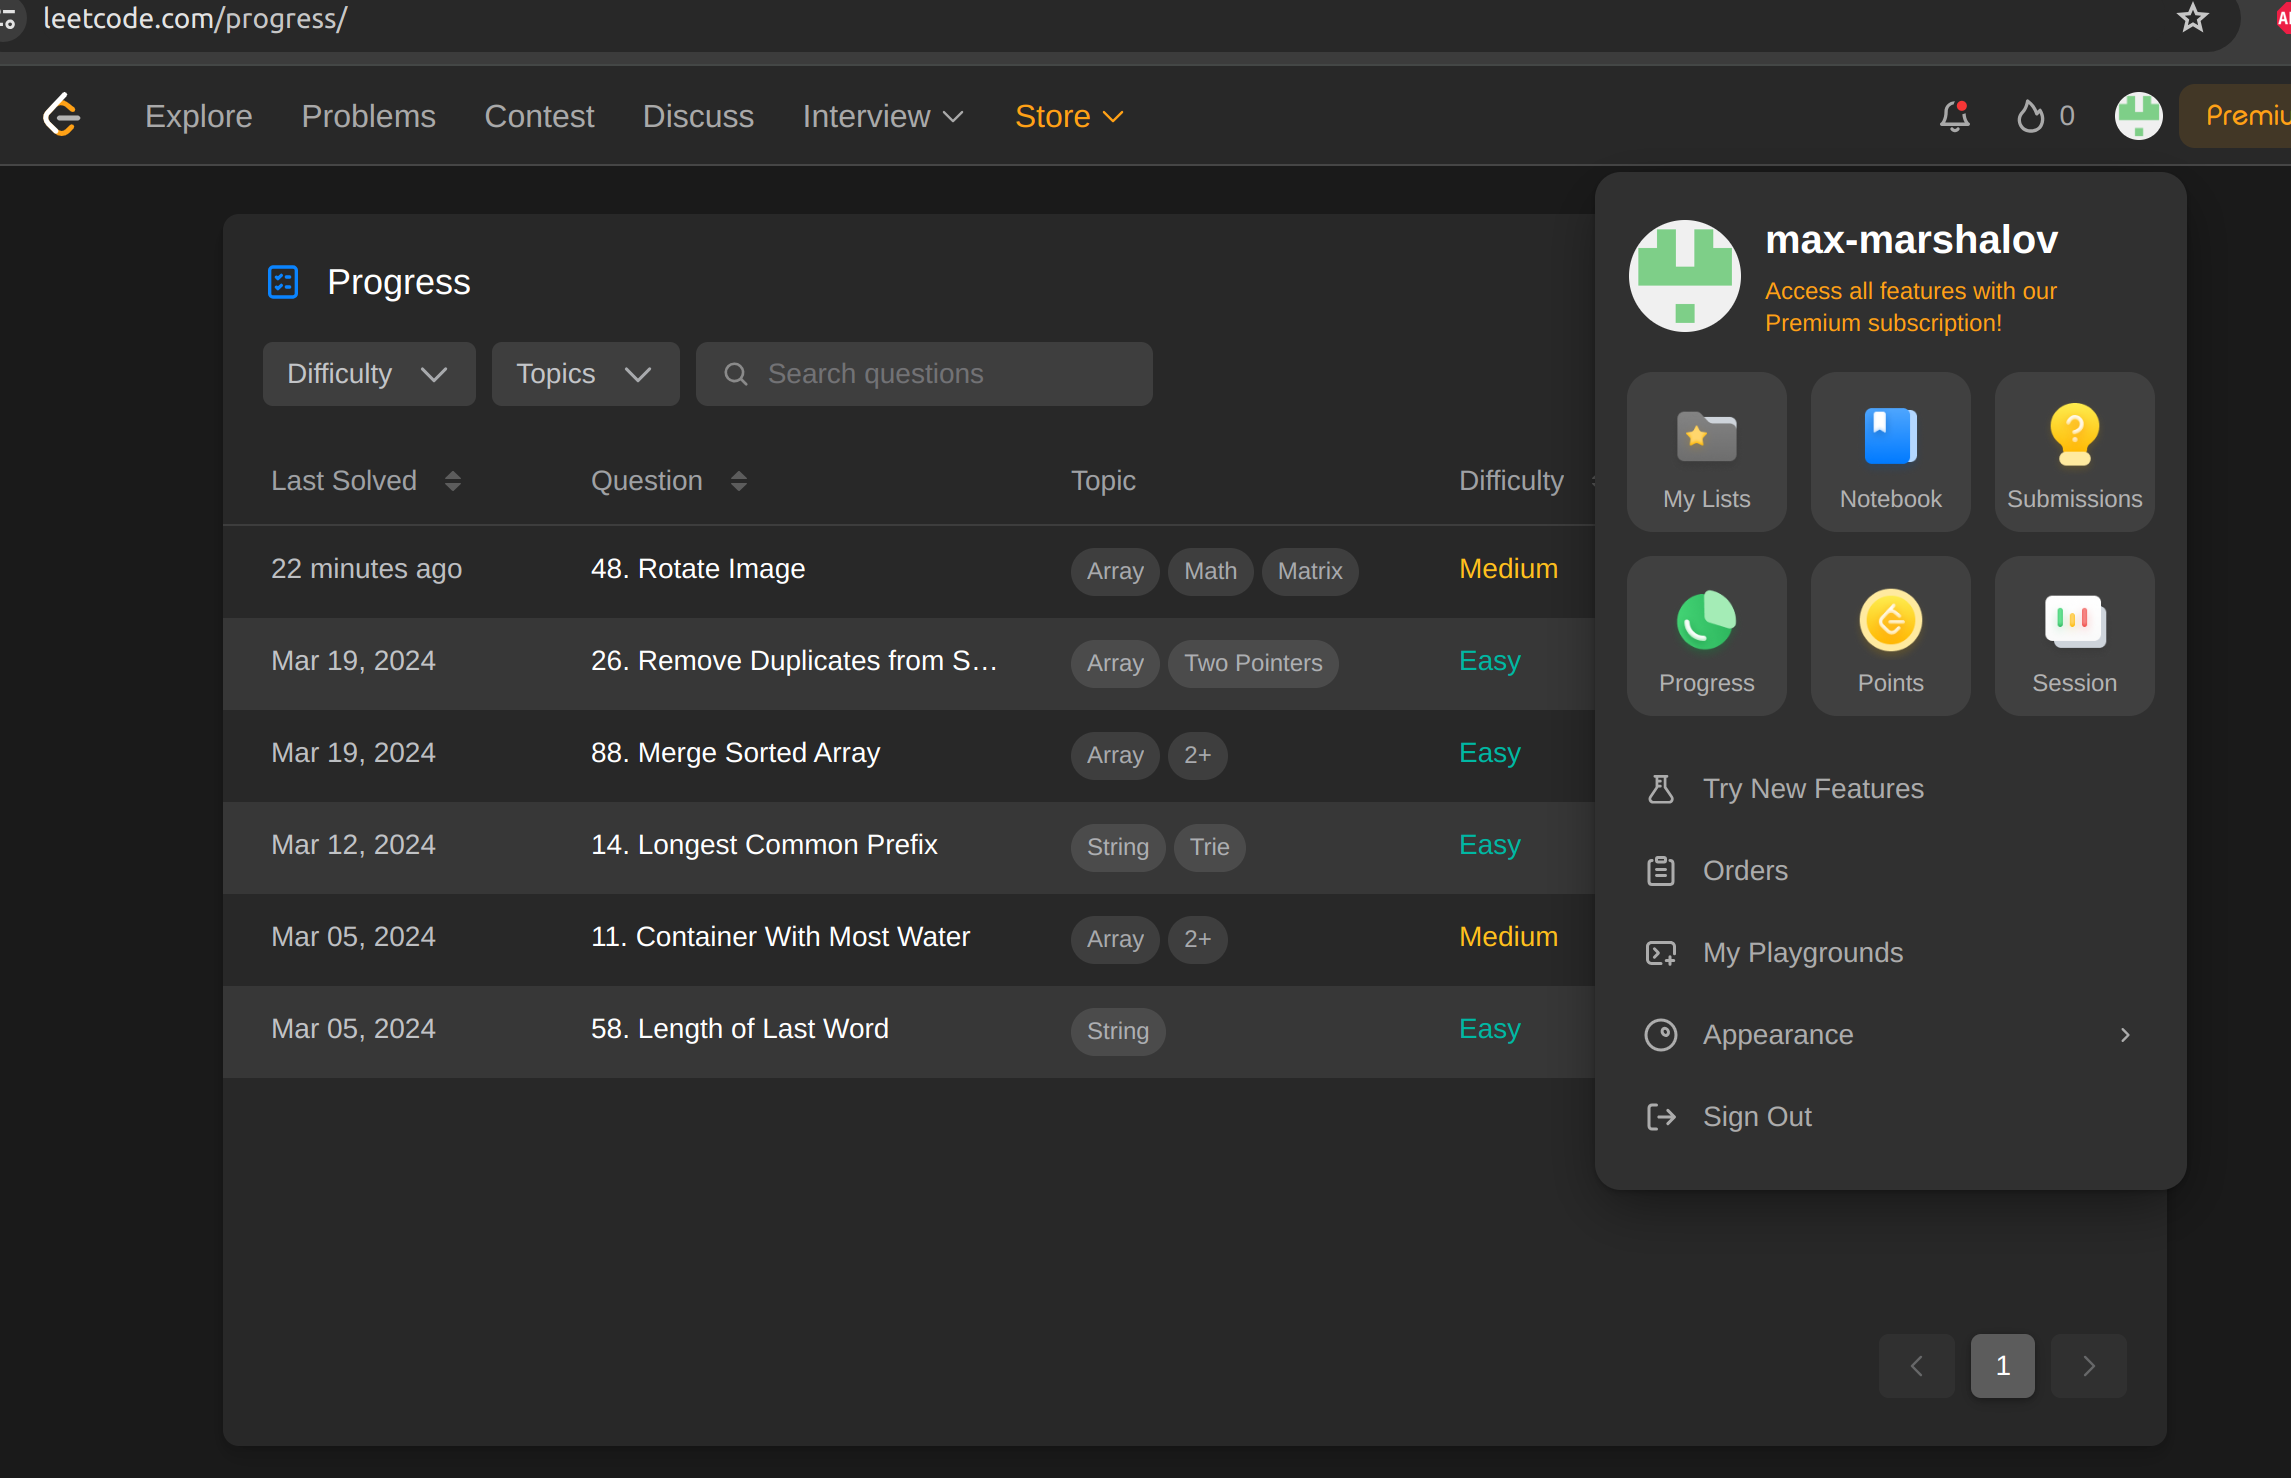 leetcode.com/progress/
Explore Problems Contest Discuss Interview Store 0
Progress
Difficulty Topics Search questions
Last Solved Question Topic Difficulty
22 minutes ago 48. Rotate Image Array Math Matrix Medium
Mar 19, 2024 26. Remove Duplicates from S… Array Two Pointers Easy
Mar 19, 2024 88. Merge Sorted Array Array 2+ Easy
Mar 12, 2024 14. Longest Common Prefix String Trie Easy
Mar 05, 2024 11. Container With Most Water Array 2+ Medium
Mar 05, 2024 58. Length of Last Word String Easy
max-marshalov
Access all features with our
Premium subscription!
My Lists Notebook Submissions
Progress Points Session
Try New Features
Orders
My Playgrounds
Appearance
Sign Out
1